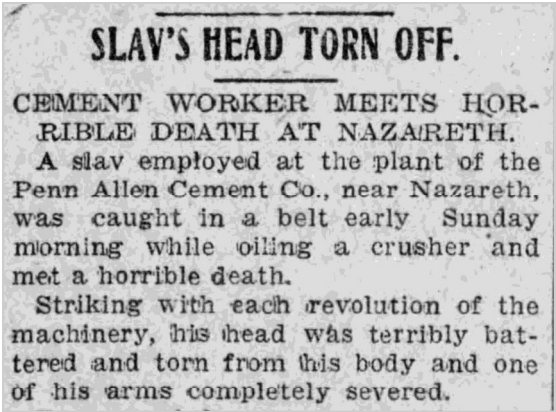 SLAV'S HEAD TORN OFF.
CEMENT WORKER MEETS HOR-
RIBLE DEATH AT NAZARETH.
A slav employed at the plant of the
Penn Allen Cement Co., near Nazareth,
was caught in a belt early Sunday
morning while oiling a crusher and
met a horrible death.
Striking with each revolution of the
machinery, his head was terribly bat-
tered and torn from his body and one
of his arms completely severed.